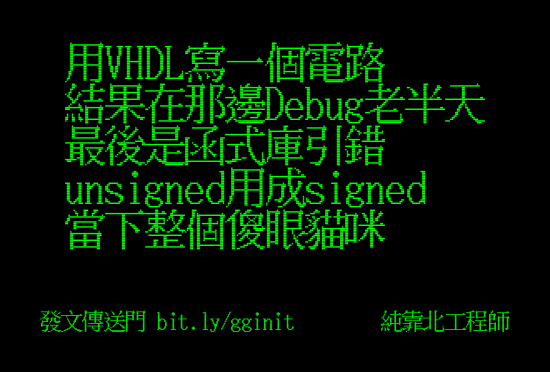 用VHDL寫一個電路
結果在那邊Debug老半天
最後是函式庫引錯
unsigned用成signed
當下整個傻眼貓咪
發文傳送門 bit.ly/gginit
純靠北工程師